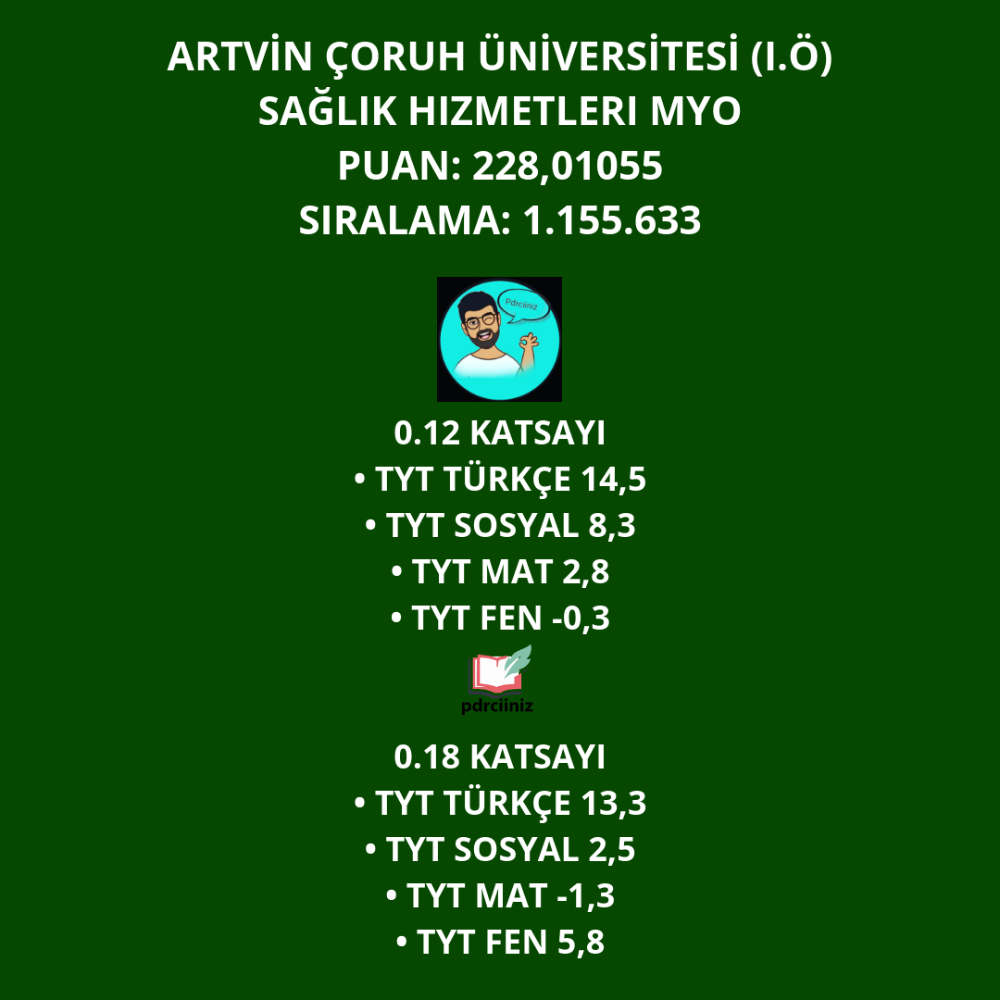 ARTVİN ÇORUH ÜNİVERSİTESİ (I.Ö)
SAĞLIK HIZMETLERI MYO
PUAN: 228,01055
SIRALAMA: 1.155.633
Pdrciiniz
0.12 KATSAYI
• TYT TÜRKÇE 14,5
• TYT SOSYAL 8,3
• TYT MAT 2,8
• TYT FEN -0,3
pdrciiniz
0.18 KATSAYI
• TYT TÜRKÇE 13,3
• TYT SOSYAL 2,5
• TYT MAT -1,3
• TYT FEN 5,8